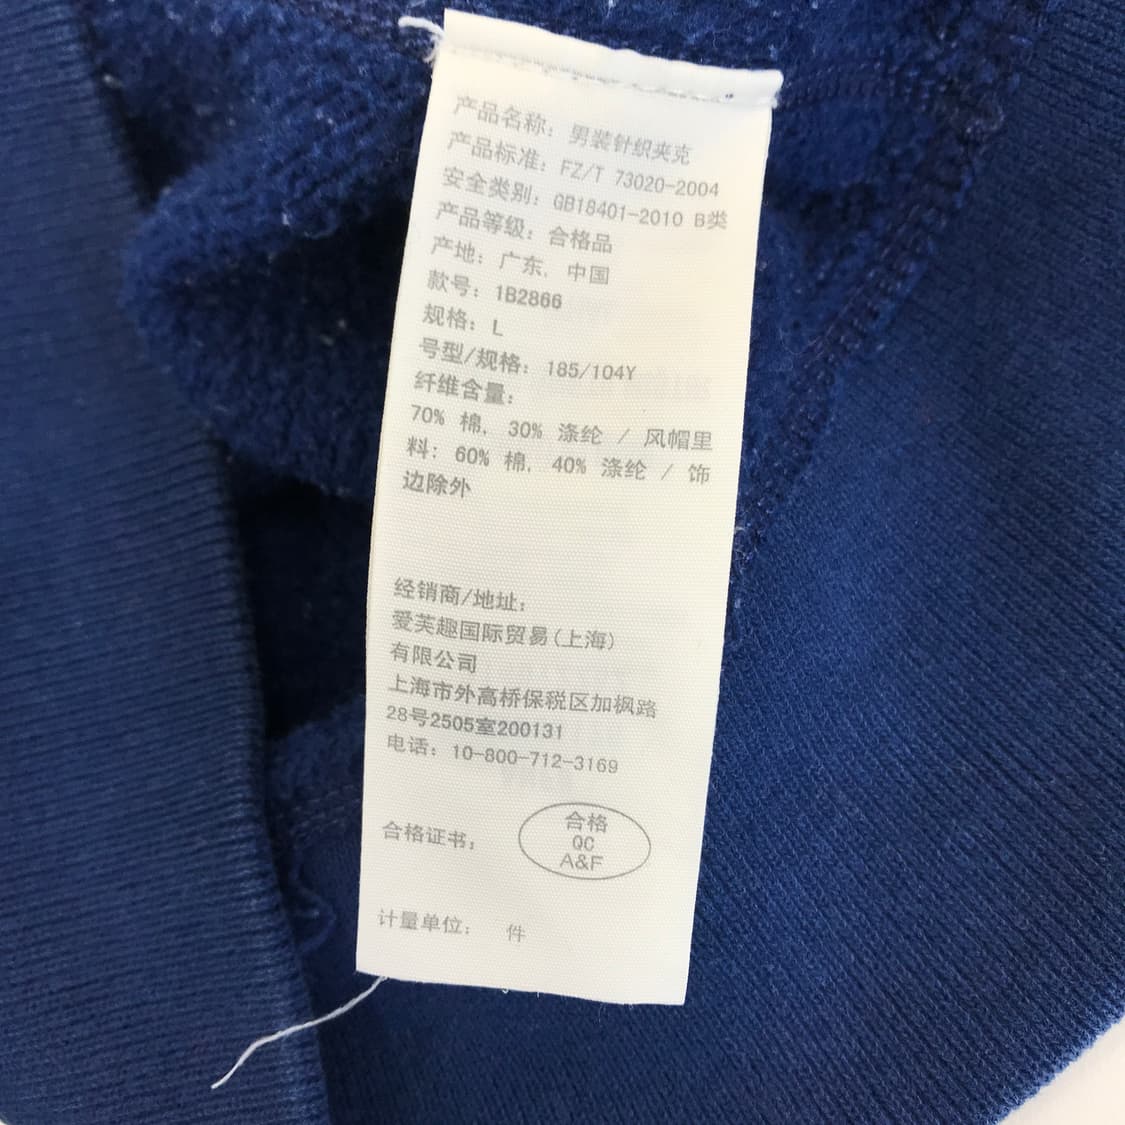 产品名称：男装针织夹克
产品标准：FZ/T 73020-2004
安全类别：GB18401-2010 B类
产品等级：合格品
产地：广东，中国
款号：1B2866
规格：L
号型/规格：185/104Y
纤维含量：
70% 棉，30% 涤纶 / 风帽里
料：60% 棉，40% 涤纶 / 饰
边除外
经销商/地址：
爱芙趣国际贸易(上海)
有限公司
上海市外高桥保税区加枫路
28号2505室200131
电话：10-800-712-3169
合格证书：
合格
QC
A&F
计量单位： 件